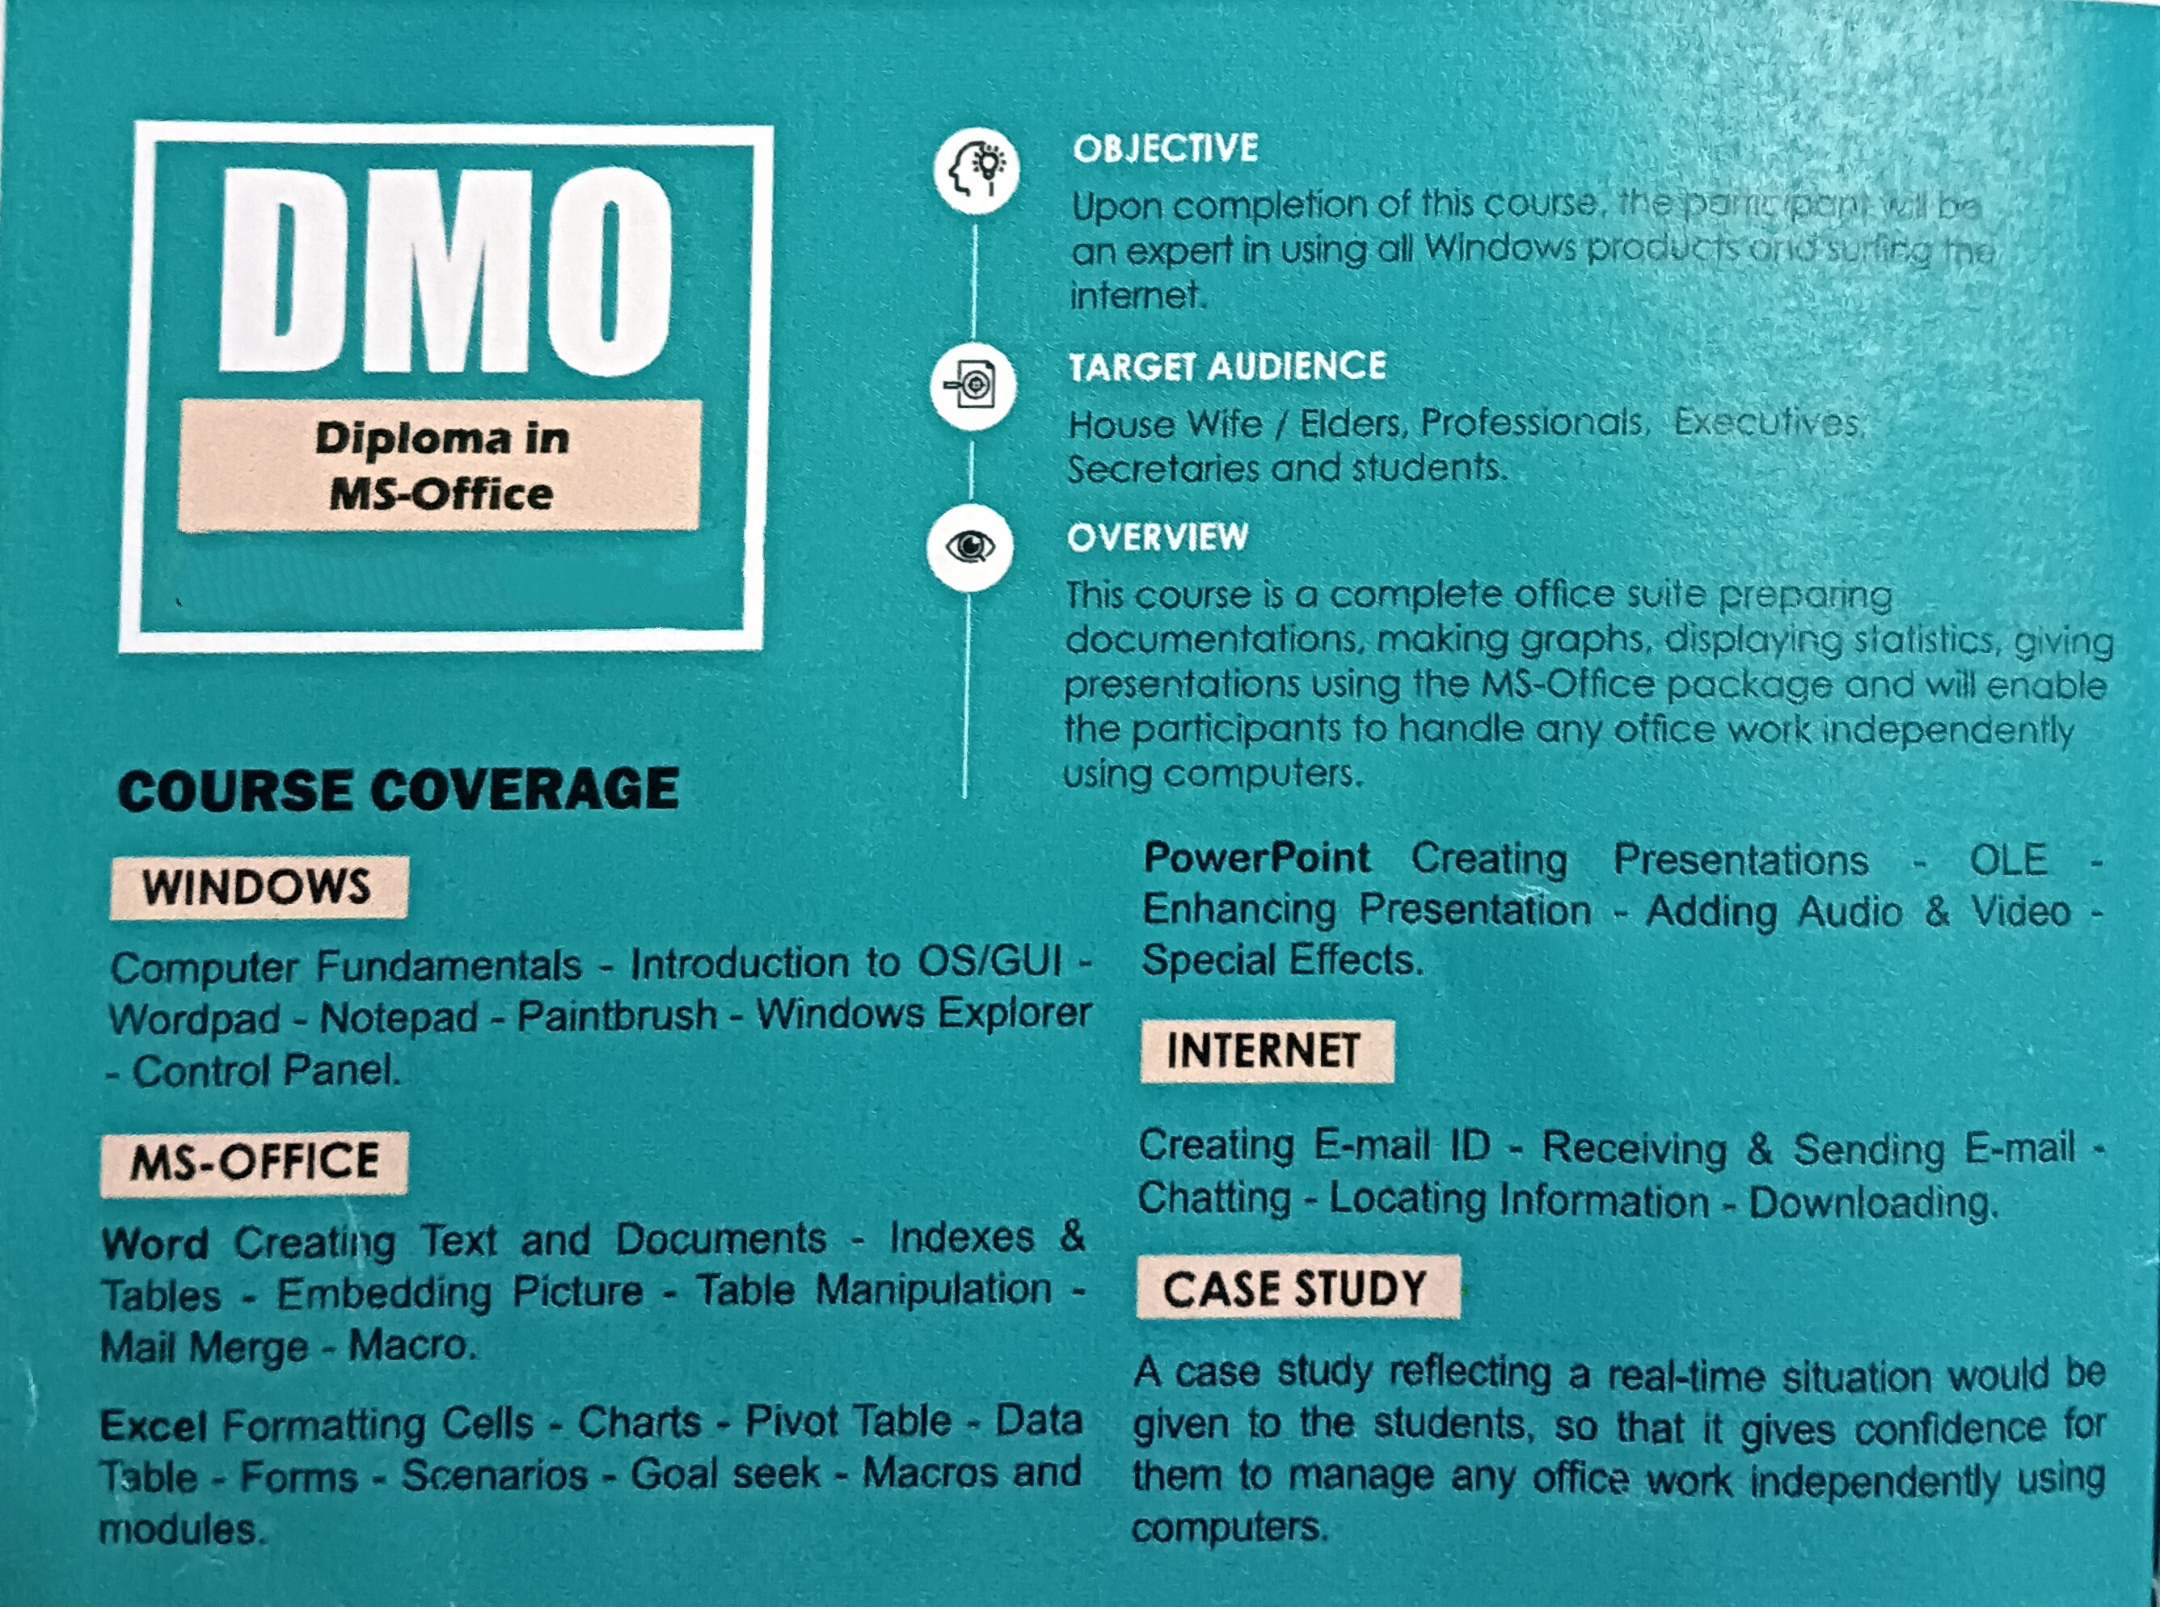 DMO
Diploma in
MS-Office
OBJECTIVE
Upon completion of this course, the participant will be
an expert in using all Windows products and surfing the
internet.
TARGET AUDIENCE
House Wife / Elders, Professionals, Executives,
Secretaries and students.
OVERVIEW
This course is a complete office suite preparing
documentations, making graphs, displaying statistics, giving
presentations using the MS-Office package and will enable
the participants to handle any office work independently
using computers.
COURSE COVERAGE
WINDOWS
Computer Fundamentals - Introduction to OS/GUI -
Wordpad - Notepad - Paintbrush - Windows Explorer
- Control Panel.
MS-OFFICE
Word Creating Text and Documents - Indexes &
Tables - Embedding Picture - Table Manipulation -
Mail Merge - Macro.
Excel Formatting Cells - Charts - Pivot Table - Data
Table - Forms - Scenarios - Goal seek - Macros and
modules.
PowerPoint Creating Presentations - OLE -
Enhancing Presentation - Adding Audio & Video -
Special Effects.
INTERNET
Creating E-mail ID - Receiving & Sending E-mail -
Chatting - Locating Information - Downloading.
CASE STUDY
A case study reflecting a real-time situation would be
given to the students, so that it gives confidence for
them to manage any office work independently using
computers.